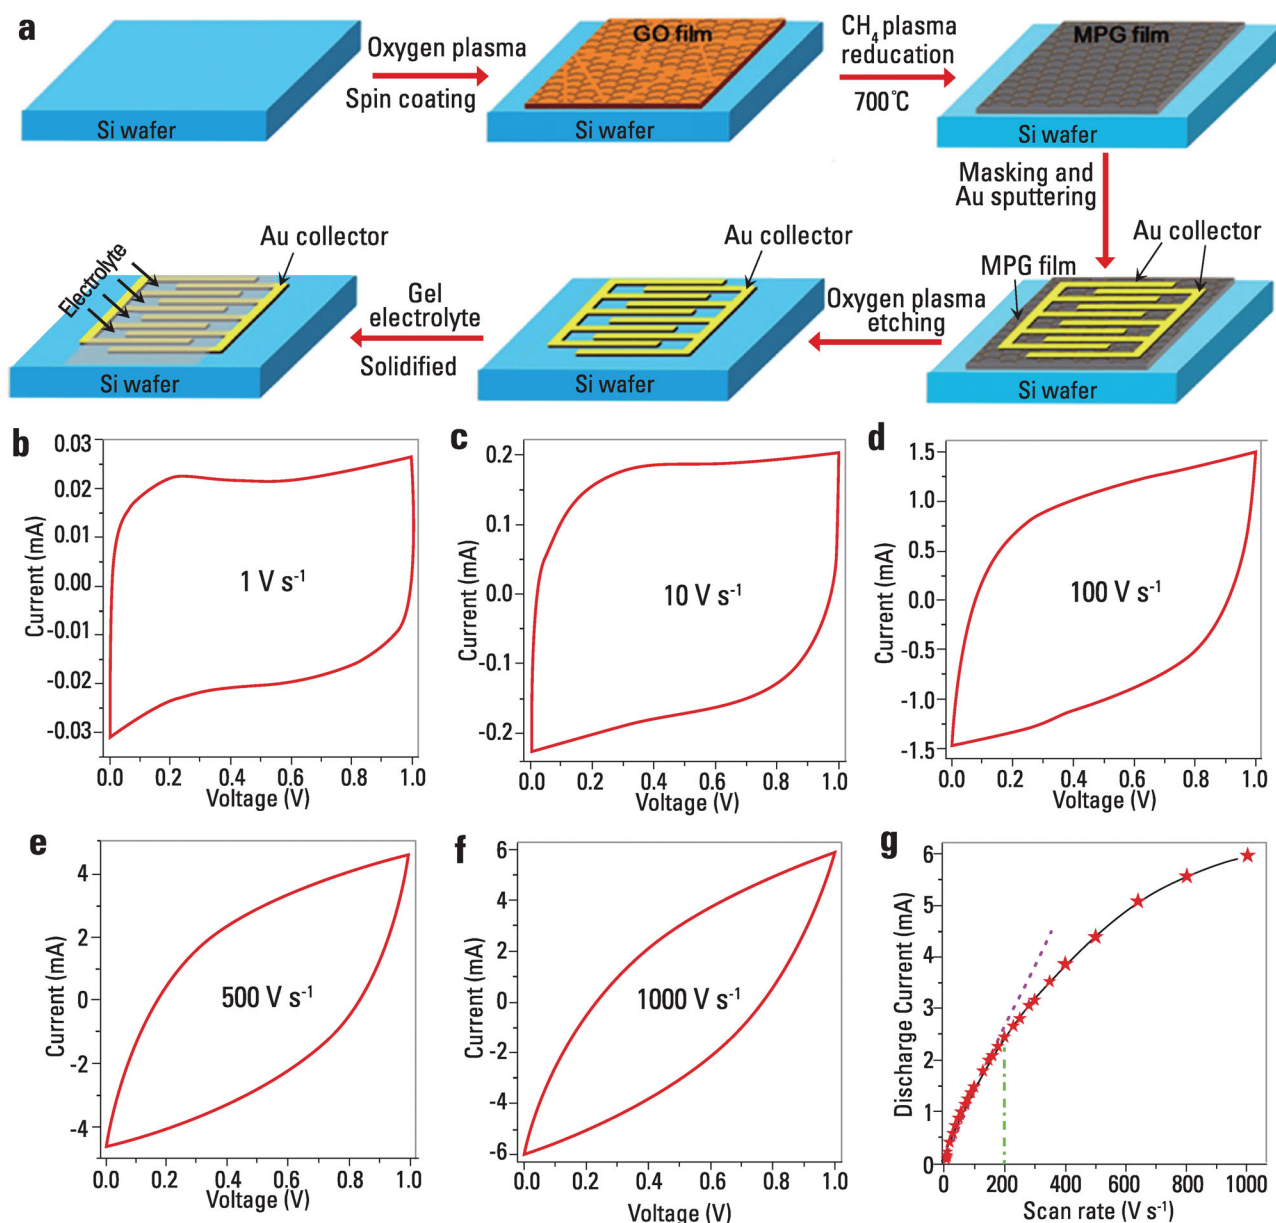 a
Oxygen plasma
Spin coating
Si wafer
GO film
Si wafer
CH₄ plasma
reducation
700°C
MPG film
Si wafer
Masking and
Au sputtering
Au collector
MPG film
Si wafer
Oxygen plasma
etching
Au collector
Si wafer
Gel
electrolyte
Solidified
Au collector
Electrolyte
Si wafer
b
0.03
0.02
0.01
0.00
-0.01
-0.02
-0.03
Current (mA)
1 V s⁻¹
0.0 0.2 0.4 0.6 0.8 1.0
Voltage (V)
c
0.2
0.1
0.0
-0.1
-0.2
Current (mA)
10 V s⁻¹
0.0 0.2 0.4 0.6 0.8 1.0
Voltage (V)
d
1.5
1.0
0.5
0.0
-0.5
-1.0
-1.5
Current (mA)
100 V s⁻¹
0.0 0.2 0.4 0.6 0.8 1.0
Voltage (V)
e
4
2
0
-2
-4
Current (mA)
500 V s⁻¹
0.0 0.2 0.4 0.6 0.8 1.0
Voltage (V)
f
6
4
2
0
-2
-4
-6
Current (mA)
1000 V s⁻¹
0.0 0.2 0.4 0.6 0.8 1.0
Voltage (V)
g
6
5
4
3
2
1
0
Discharge Current (mA)
0 200 400 600 800 1000
Scan rate (V s⁻¹)